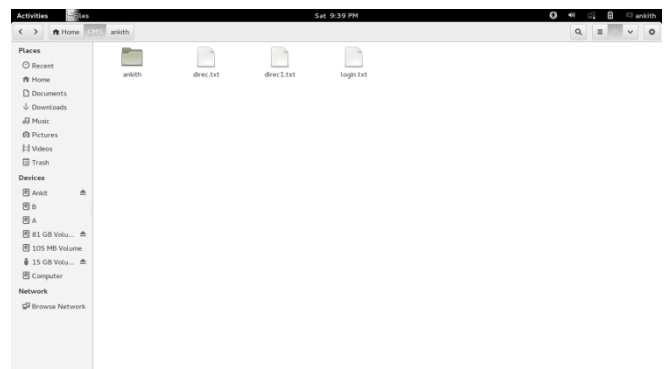 Activities Files Sat 9:39 PM ankith
Home CMS ankith
Places
Recent
Home
Documents
Downloads
Music
Pictures
Videos
Trash
Devices
Ankit
B
A
81 GB Volu...
105 MB Volume
15 GB Volu...
Computer
Network
Browse Network
ankith direc.txt direc1.txt login.txt